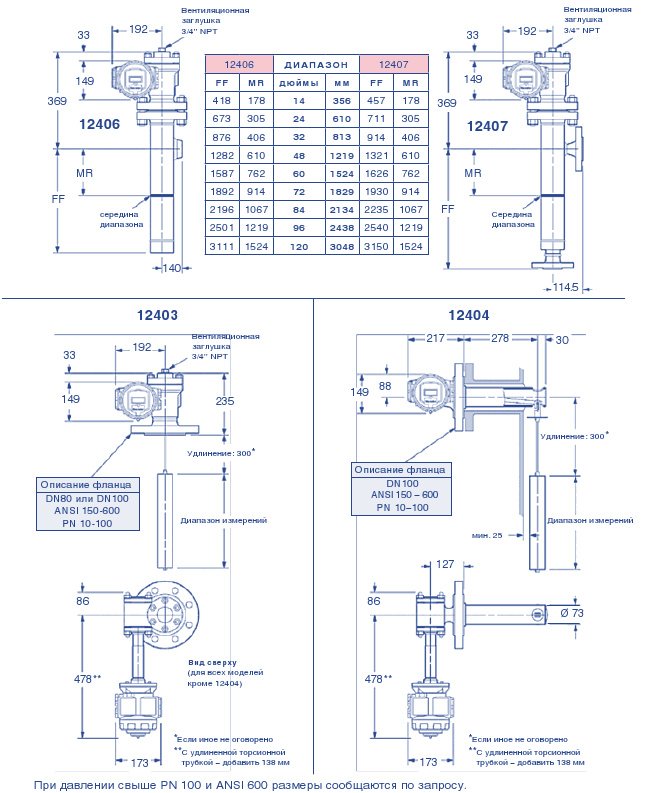 Вентиляционная
заглушка
3/4" NPT
192
33
149
369
12406
MR
FF
середина
диапазона
140
12406 ДИАПАЗОН 12407
FF MR дюймы мм FF MR
418 178 14 356 457 178
673 305 24 610 711 305
876 406 32 813 914 406
1282 610 48 1219 1321 610
1587 762 60 1524 1626 762
1892 914 72 1829 1930 914
2196 1067 84 2134 2235 1067
2501 1219 96 2438 2540 1219
3111 1524 120 3048 3150 1524
Вентиляционная
заглушка
3/4" NPT
192
33
149
369
12407
MR
FF
Середина
диапазона
114.5
12403
Вентиляционная
заглушка
3/4" NPT
192
33
149
235
Удлинение: 300*
Описание фланца
DN80 или DN100
ANSI 150-600
PN 10-100
Диапазон измерений
86
478**
Вид сверху
(для всех моделей
кроме 12404)
173
*Если иное не оговорено
**С удлиненной торсионной
трубкой – добавить 138 мм
12404
217 278 30
149
88
Удлинение: 300*
Описание фланца
DN100
ANSI 150 – 600
PN 10–100
Диапазон измерений
мин. 25
127
86
Ø 73
478**
173
*Если иное не оговорено
**С удлиненной торсионной
трубкой – добавить 138 мм
При давлении свыше PN 100 и ANSI 600 размеры сообщаются по запросу.